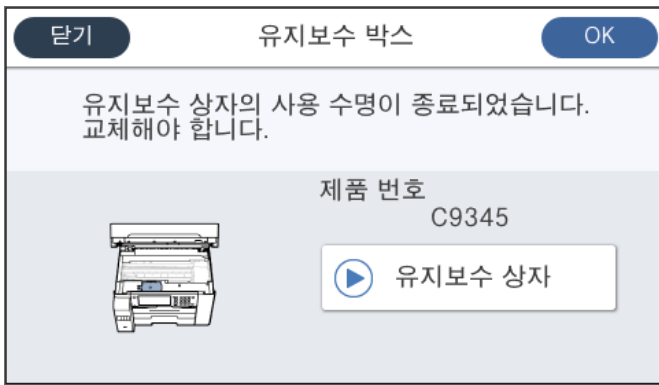 닫기
유지보수 박스
OK
유지보수 상자의 사용 수명이 종료되었습니다.
교체해야 합니다.
제품 번호
C9345
유지보수 상자